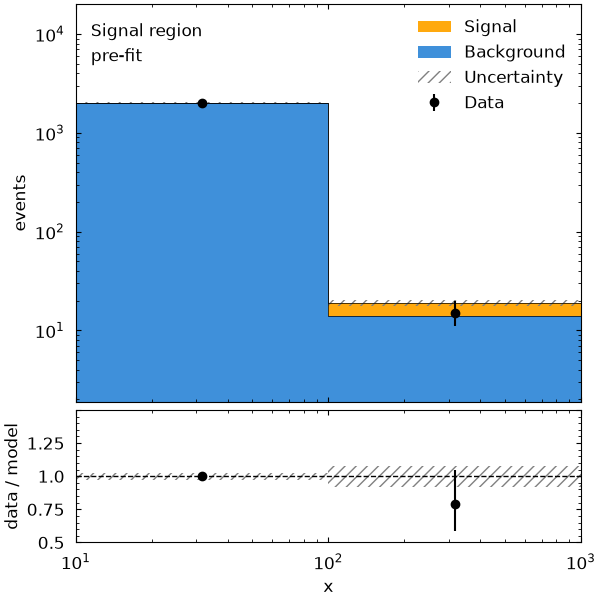 Signal region
pre-fit
Signal
Background
Uncertainty
Data
events
10⁴
10³
10²
10¹
data / model
1.25
1.0
0.75
0.5
10¹
10²
10³
x